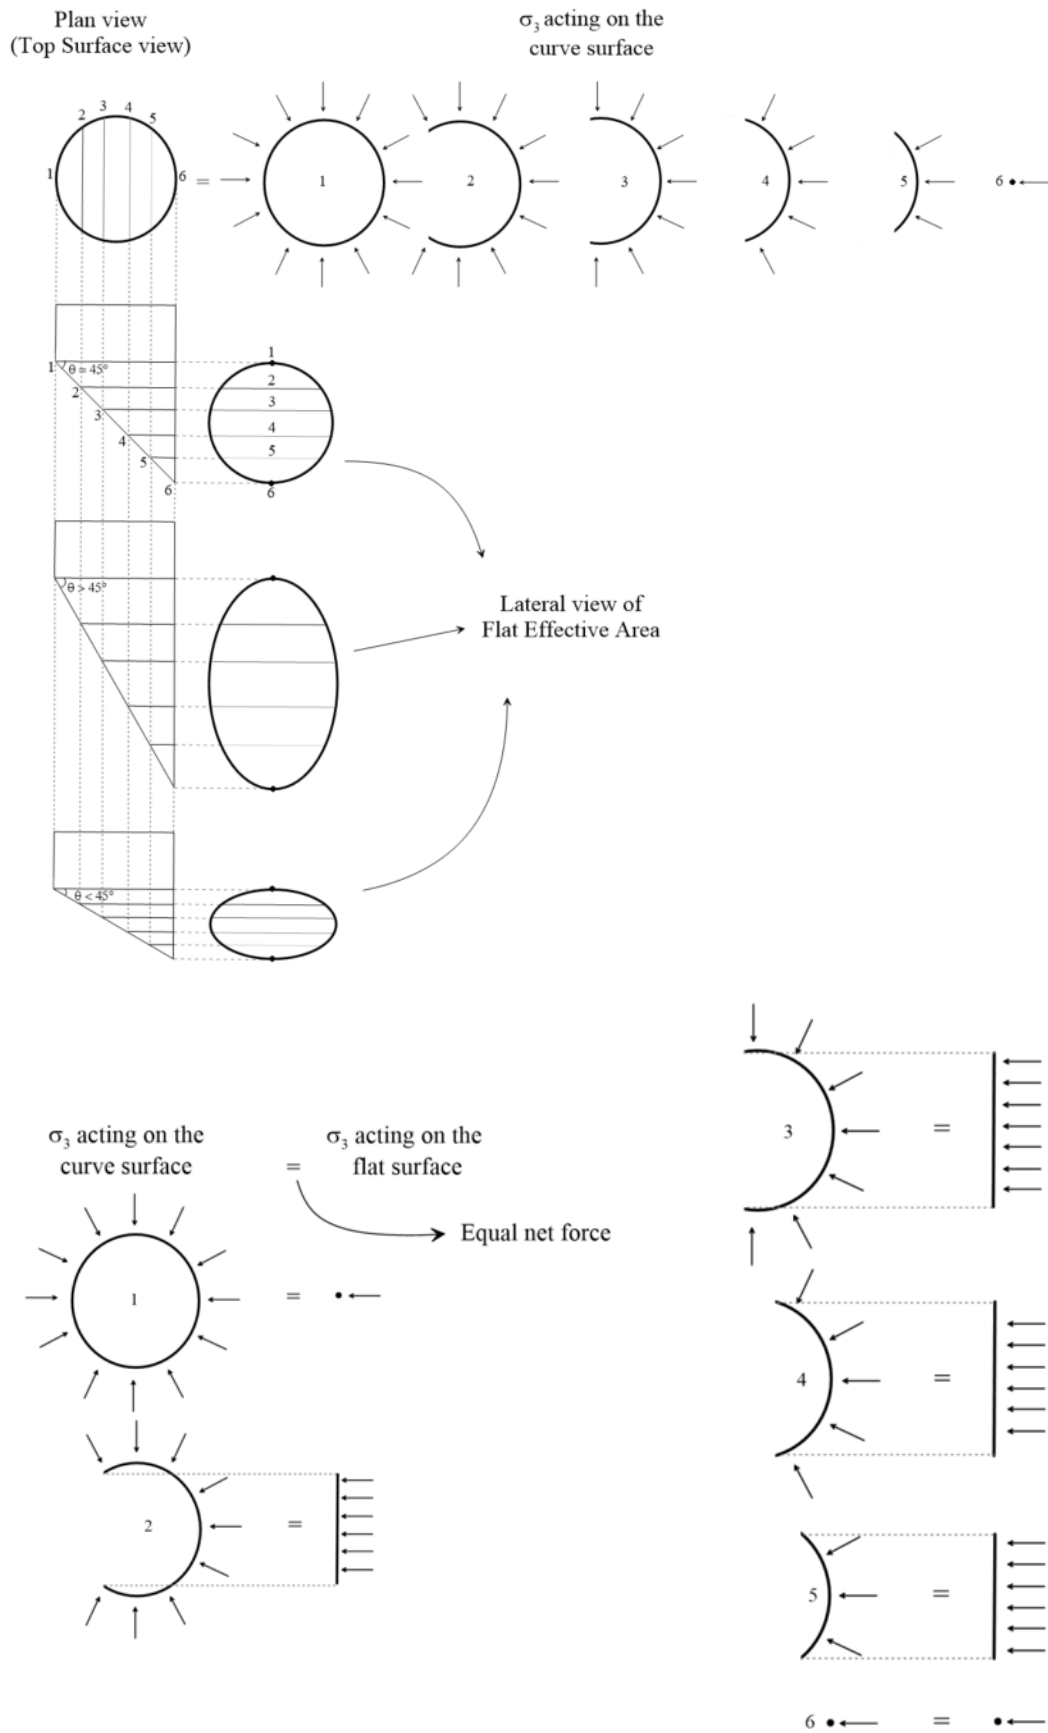 Plan view
(Top Surface view)
σ₃ acting on the
curve surface
1 2 3 4 5 6 = 1 2 3 4 5 6
1 θ = 45° 2 3 4 5 6
1
2
3
4
5
6
θ > 45°
Lateral view of
Flat Effective Area
θ < 45°
σ₃ acting on the
curve surface
=
σ₃ acting on the
flat surface
Equal net force
1 =
2 =
3 =
4 =
5 =
6 =